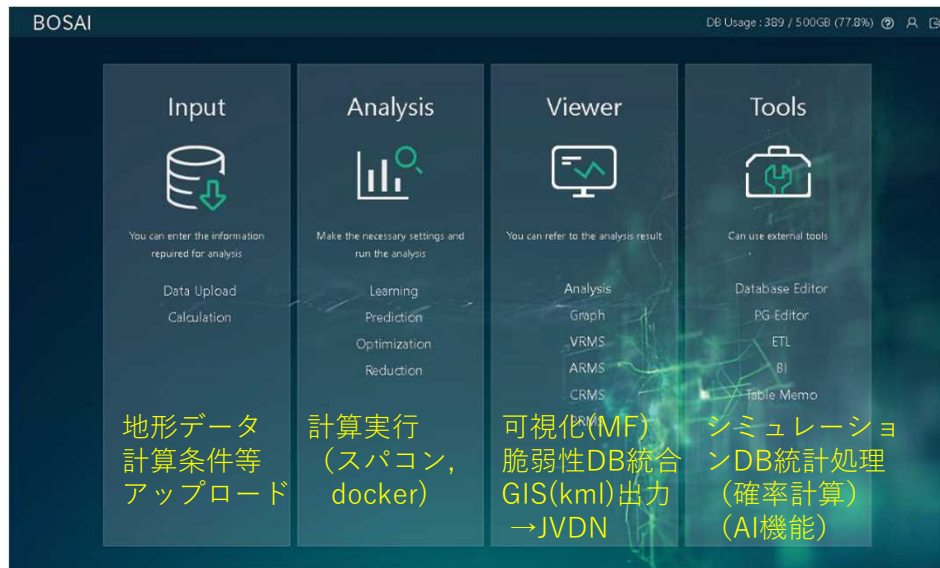 BOSAI
DB Usage : 389 / 500GB (77.8%)
Input
You can enter the information
repuired for analysis
Data Upload
Calculation
地形データ
計算条件等
アップロード
Analysis
Make the necessary settings and
run the analysis
Learning
Prediction
Optimization
Reduction
計算実行
（スパコン,
docker)
Viewer
You can refer to the analysis result
Analysis
Graph
VRMS
ARMS
CRMS
可視化(MF)
脆弱性DB統合
GIS(kml)出力
→JVDN
Tools
Can use external tools
Database Editor
PG Editor
ETL
BI
Table Memo
シミュレーショ
ンDB統計処理
(確率計算)
(AI機能)